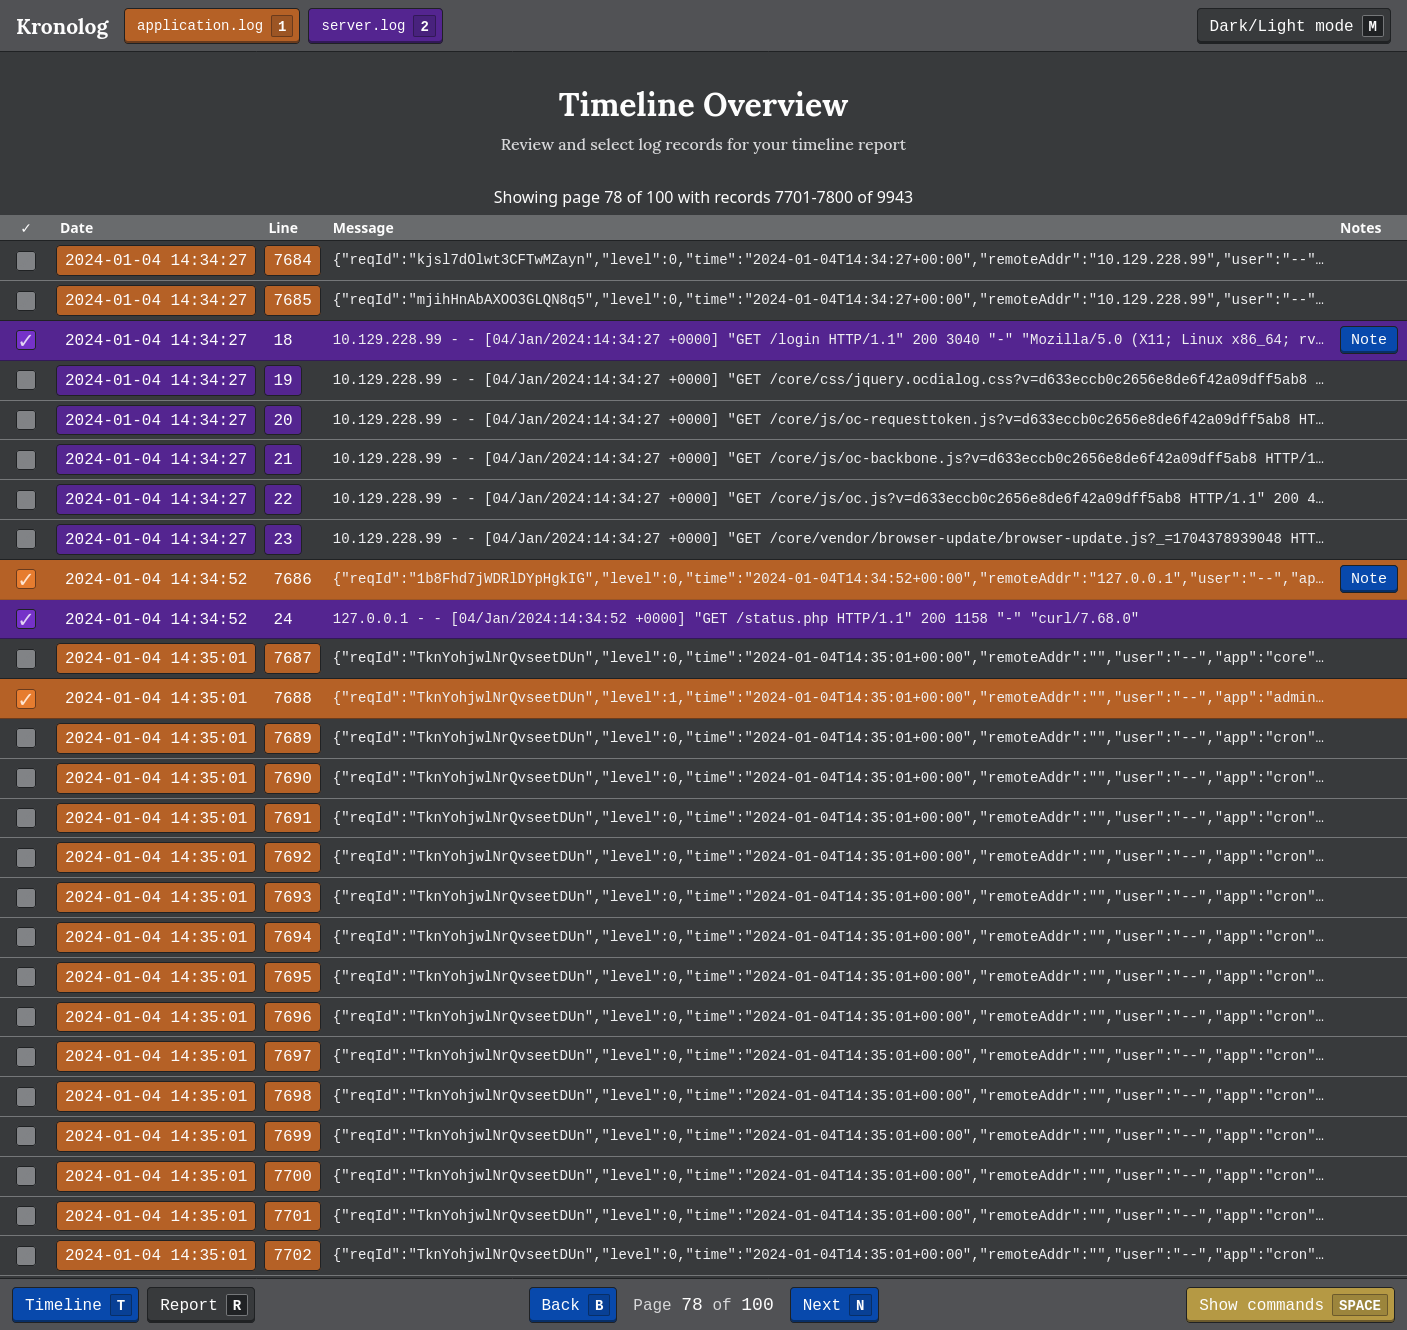 Kronolog application.log 1 server.log 2 Dark/Light mode M
Timeline Overview
Review and select log records for your timeline report
Showing page 78 of 100 with records 7701-7800 of 9943
✓ Date Line Message Notes
2024-01-04 14:34:27 7684 {"reqId":"kjsl7dOlwt3CFTwMZayn","level":0,"time":"2024-01-04T14:34:27+00:00","remoteAddr":"10.129.228.99","user":"--"…
2024-01-04 14:34:27 7685 {"reqId":"mjihHnAbAXOO3GLQN8q5","level":0,"time":"2024-01-04T14:34:27+00:00","remoteAddr":"10.129.228.99","user":"--"…
✓ 2024-01-04 14:34:27 18 10.129.228.99 - - [04/Jan/2024:14:34:27 +0000] "GET /login HTTP/1.1" 200 3040 "-" "Mozilla/5.0 (X11; Linux x86_64; rv… Note
2024-01-04 14:34:27 19 10.129.228.99 - - [04/Jan/2024:14:34:27 +0000] "GET /core/css/jquery.ocdialog.css?v=d633eccb0c2656e8de6f42a09dff5ab8 …
2024-01-04 14:34:27 20 10.129.228.99 - - [04/Jan/2024:14:34:27 +0000] "GET /core/js/oc-requesttoken.js?v=d633eccb0c2656e8de6f42a09dff5ab8 HT…
2024-01-04 14:34:27 21 10.129.228.99 - - [04/Jan/2024:14:34:27 +0000] "GET /core/js/oc-backbone.js?v=d633eccb0c2656e8de6f42a09dff5ab8 HTTP/1…
2024-01-04 14:34:27 22 10.129.228.99 - - [04/Jan/2024:14:34:27 +0000] "GET /core/js/oc.js?v=d633eccb0c2656e8de6f42a09dff5ab8 HTTP/1.1" 200 4…
2024-01-04 14:34:27 23 10.129.228.99 - - [04/Jan/2024:14:34:27 +0000] "GET /core/vendor/browser-update/browser-update.js?_=1704378939048 HTT…
✓ 2024-01-04 14:34:52 7686 {"reqId":"1b8Fhd7jWDRlDYpHgkIG","level":0,"time":"2024-01-04T14:34:52+00:00","remoteAddr":"127.0.0.1","user":"--","ap… Note
✓ 2024-01-04 14:34:52 24 127.0.0.1 - - [04/Jan/2024:14:34:52 +0000] "GET /status.php HTTP/1.1" 200 1158 "-" "curl/7.68.0"
2024-01-04 14:35:01 7687 {"reqId":"TknYohjwlNrQvseetDUn","level":0,"time":"2024-01-04T14:35:01+00:00","remoteAddr":"","user":"--","app":"core"…
✓ 2024-01-04 14:35:01 7688 {"reqId":"TknYohjwlNrQvseetDUn","level":1,"time":"2024-01-04T14:35:01+00:00","remoteAddr":"","user":"--","app":"admin…
2024-01-04 14:35:01 7689 {"reqId":"TknYohjwlNrQvseetDUn","level":0,"time":"2024-01-04T14:35:01+00:00","remoteAddr":"","user":"--","app":"cron"…
2024-01-04 14:35:01 7690 {"reqId":"TknYohjwlNrQvseetDUn","level":0,"time":"2024-01-04T14:35:01+00:00","remoteAddr":"","user":"--","app":"cron"…
2024-01-04 14:35:01 7691 {"reqId":"TknYohjwlNrQvseetDUn","level":0,"time":"2024-01-04T14:35:01+00:00","remoteAddr":"","user":"--","app":"cron"…
2024-01-04 14:35:01 7692 {"reqId":"TknYohjwlNrQvseetDUn","level":0,"time":"2024-01-04T14:35:01+00:00","remoteAddr":"","user":"--","app":"cron"…
2024-01-04 14:35:01 7693 {"reqId":"TknYohjwlNrQvseetDUn","level":0,"time":"2024-01-04T14:35:01+00:00","remoteAddr":"","user":"--","app":"cron"…
2024-01-04 14:35:01 7694 {"reqId":"TknYohjwlNrQvseetDUn","level":0,"time":"2024-01-04T14:35:01+00:00","remoteAddr":"","user":"--","app":"cron"…
2024-01-04 14:35:01 7695 {"reqId":"TknYohjwlNrQvseetDUn","level":0,"time":"2024-01-04T14:35:01+00:00","remoteAddr":"","user":"--","app":"cron"…
2024-01-04 14:35:01 7696 {"reqId":"TknYohjwlNrQvseetDUn","level":0,"time":"2024-01-04T14:35:01+00:00","remoteAddr":"","user":"--","app":"cron"…
2024-01-04 14:35:01 7697 {"reqId":"TknYohjwlNrQvseetDUn","level":0,"time":"2024-01-04T14:35:01+00:00","remoteAddr":"","user":"--","app":"cron"…
2024-01-04 14:35:01 7698 {"reqId":"TknYohjwlNrQvseetDUn","level":0,"time":"2024-01-04T14:35:01+00:00","remoteAddr":"","user":"--","app":"cron"…
2024-01-04 14:35:01 7699 {"reqId":"TknYohjwlNrQvseetDUn","level":0,"time":"2024-01-04T14:35:01+00:00","remoteAddr":"","user":"--","app":"cron"…
2024-01-04 14:35:01 7700 {"reqId":"TknYohjwlNrQvseetDUn","level":0,"time":"2024-01-04T14:35:01+00:00","remoteAddr":"","user":"--","app":"cron"…
2024-01-04 14:35:01 7701 {"reqId":"TknYohjwlNrQvseetDUn","level":0,"time":"2024-01-04T14:35:01+00:00","remoteAddr":"","user":"--","app":"cron"…
2024-01-04 14:35:01 7702 {"reqId":"TknYohjwlNrQvseetDUn","level":0,"time":"2024-01-04T14:35:01+00:00","remoteAddr":"","user":"--","app":"cron"…
Timeline T Report R Back B Page 78 of 100 Next N Show commands SPACE